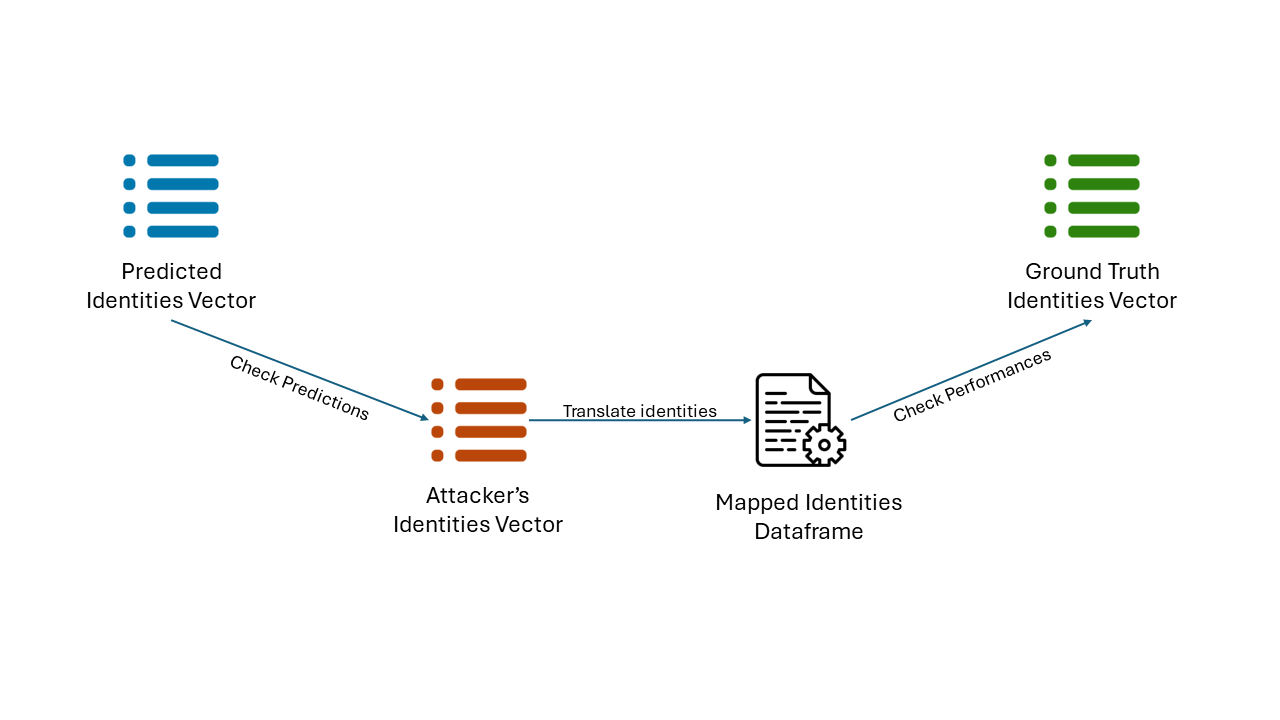 Predicted
Identities Vector
Check Predictions
Attacker’s
Identities Vector
Translate identities
Mapped Identities
Dataframe
Check Performances
Ground Truth
Identities Vector